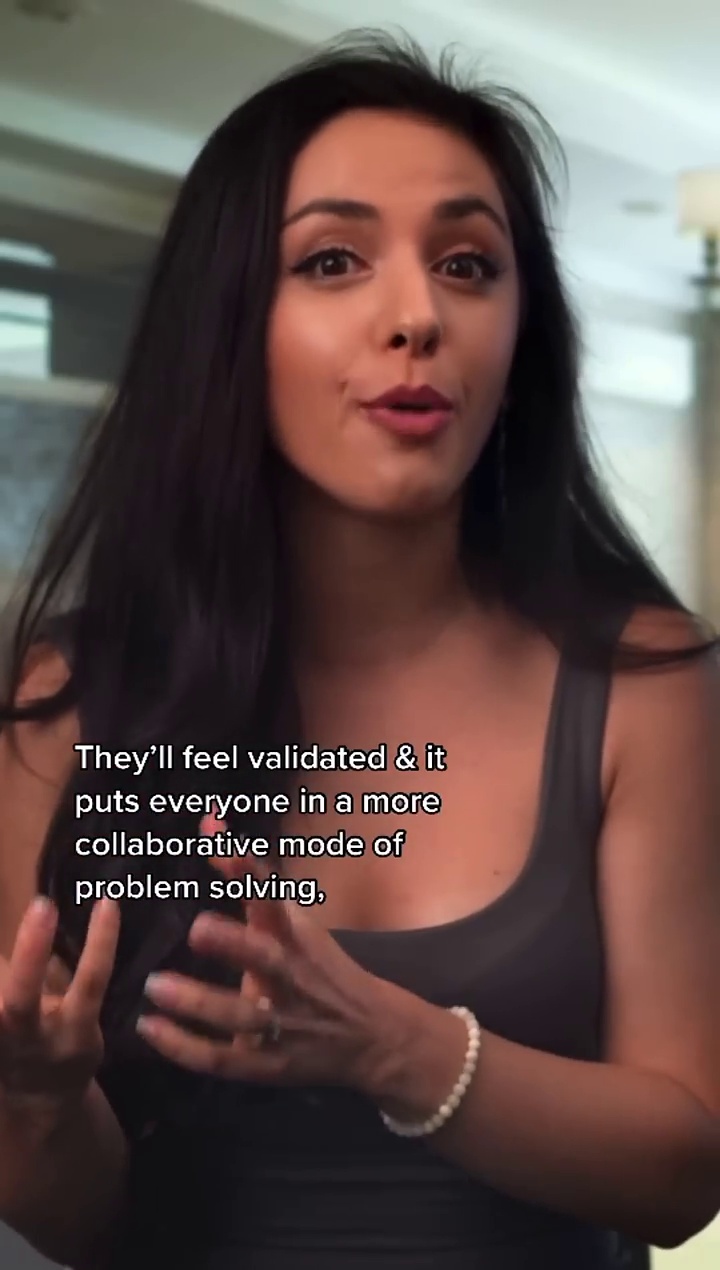 They’ll feel validated & it
puts everyone in a more
collaborative mode of
problem solving,